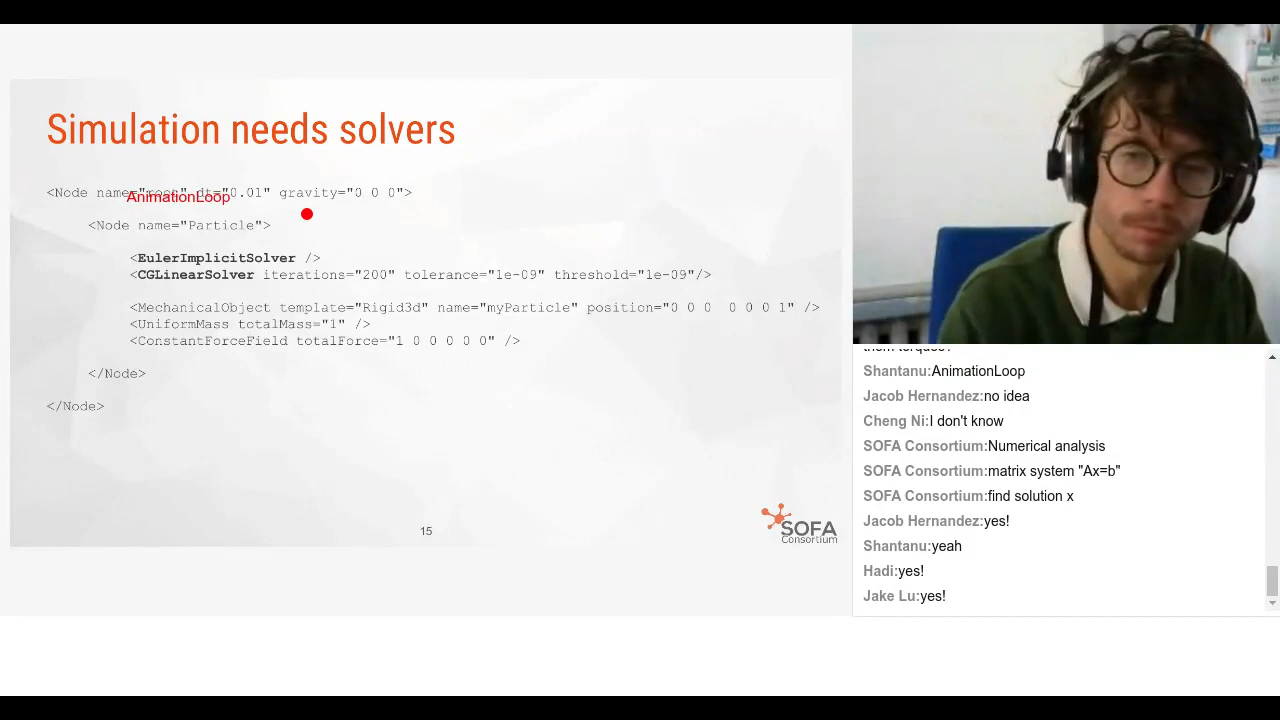 Simulation needs solvers
<Node name="root" dt="0.01" gravity="0 0 0">
AnimationLoop
<Node name="Particle">
<EulerImplicitSolver />
<CGLinearSolver iterations="200" tolerance="1e-09" threshold="1e-09"/>
<MechanicalObject template="Rigid3d" name="myParticle" position="0 0 0  0 0 0 1" />
<UniformMass totalMass="1" />
<ConstantForceField totalForce="1 0 0 0 0 0" />
</Node>
</Node>
15
SOFA
Consortium
Shantanu:AnimationLoop
Jacob Hernandez:no idea
Cheng Ni:I don't know
SOFA Consortium:Numerical analysis
SOFA Consortium:matrix system "Ax=b"
SOFA Consortium:find solution x
Jacob Hernandez:yes!
Shantanu:yeah
Hadi:yes!
Jake Lu:yes!